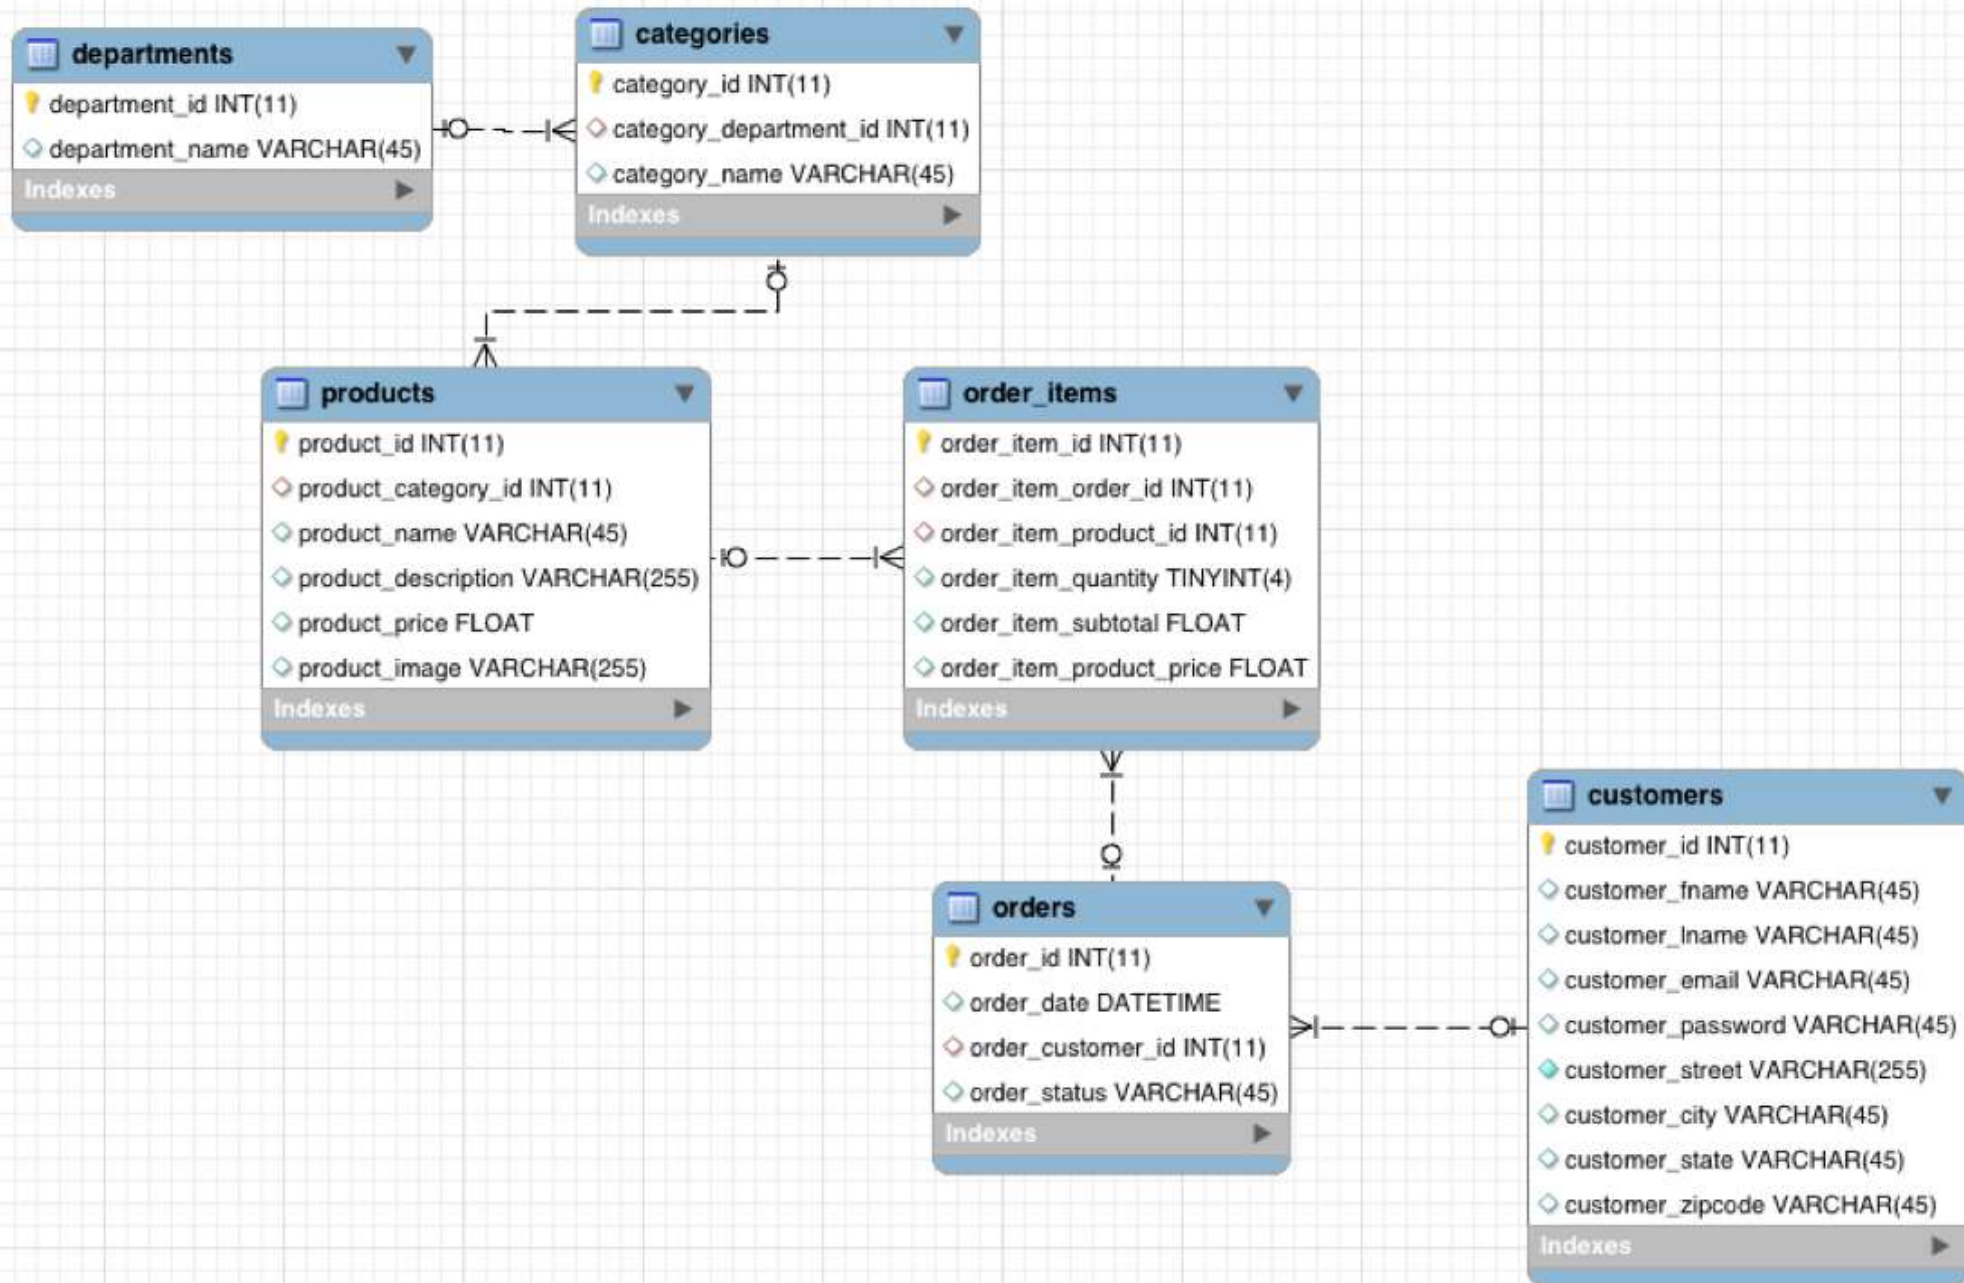 departments
department_id INT(11)
department_name VARCHAR(45)
Indexes
categories
category_id INT(11)
category_department_id INT(11)
category_name VARCHAR(45)
Indexes
products
product_id INT(11)
product_category_id INT(11)
product_name VARCHAR(45)
product_description VARCHAR(255)
product_price FLOAT
product_image VARCHAR(255)
Indexes
order_items
order_item_id INT(11)
order_item_order_id INT(11)
order_item_product_id INT(11)
order_item_quantity TINYINT(4)
order_item_subtotal FLOAT
order_item_product_price FLOAT
Indexes
orders
order_id INT(11)
order_date DATETIME
order_customer_id INT(11)
order_status VARCHAR(45)
Indexes
customers
customer_id INT(11)
customer_fname VARCHAR(45)
customer_lname VARCHAR(45)
customer_email VARCHAR(45)
customer_password VARCHAR(45)
customer_street VARCHAR(255)
customer_city VARCHAR(45)
customer_state VARCHAR(45)
customer_zipcode VARCHAR(45)
Indexes